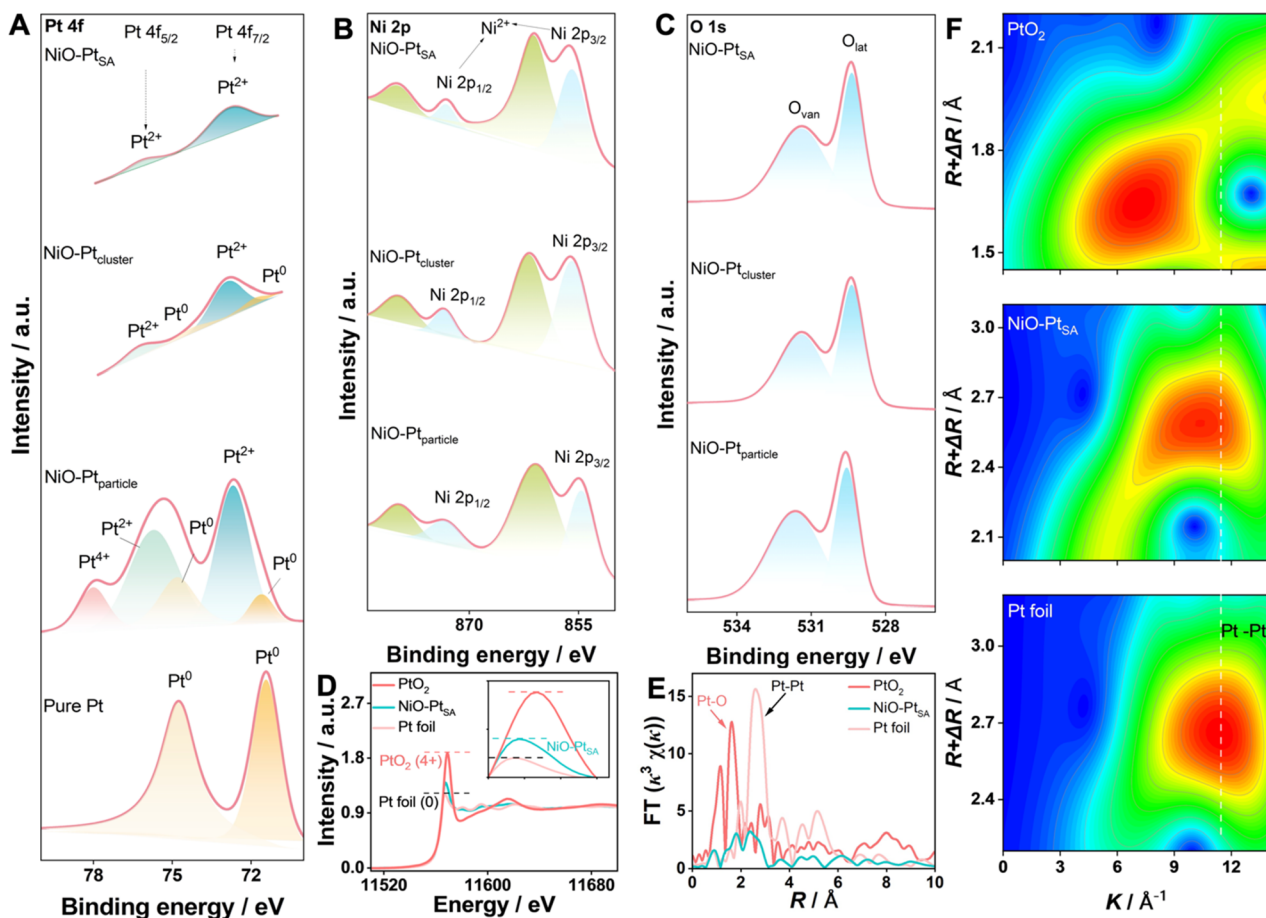 A
Pt 4f
Pt 4f5/2
Pt 4f7/2
NiO-PtSA
Pt2+
Pt2+
NiO-Ptcluster
Pt2+
Pt0
Pt2+
Pt0
NiO-Ptparticle
Pt2+
Pt2+
Pt0
Pt4+
Pt0
Pure Pt
Pt0
Pt0
Intensity / a.u.
78
75
72
Binding energy / eV
B
Ni 2p
Ni2+
Ni 2p3/2
NiO-PtSA
Ni 2p1/2
NiO-Ptcluster
Ni 2p3/2
Ni 2p1/2
NiO-Ptparticle
Ni 2p3/2
Ni 2p1/2
Intensity / a.u.
870
855
Binding energy / eV
C
O 1s
NiO-PtSA
Olat
Ovan
NiO-Ptcluster
NiO-Ptparticle
Intensity / a.u.
534
531
528
Binding energy / eV
D
PtO2
NiO-PtSA
Pt foil
NiO-PtSA
PtO2 (4+)
Pt foil (0)
Intensity / a.u.
2.7
1.8
0.9
0.0
11520
11600
11680
Energy / eV
E
Pt-Pt
Pt-O
PtO2
NiO-PtSA
Pt foil
FT (κ3 χ(κ))
15
10
5
0
0
2
4
6
8
10
R / Å
F
PtO2
2.1
1.8
1.5
R+ΔR / Å
NiO-PtSA
3.0
2.7
2.4
2.1
R+ΔR / Å
Pt foil
Pt -Pt
3.0
2.7
2.4
R+ΔR / Å
0
3
6
9
12
K / Å-1